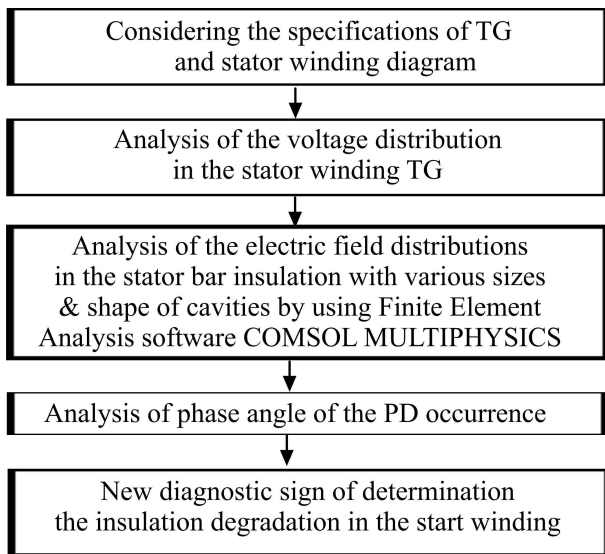 Considering the specifications of TG
and stator winding diagram
Analysis of the voltage distribution
in the stator winding TG
Analysis of the electric field distributions
in the stator bar insulation with various sizes
& shape of cavities by using Finite Element
Analysis software COMSOL MULTIPHYSICS
Analysis of phase angle of the PD occurrence
New diagnostic sign of determination
the insulation degradation in the start winding